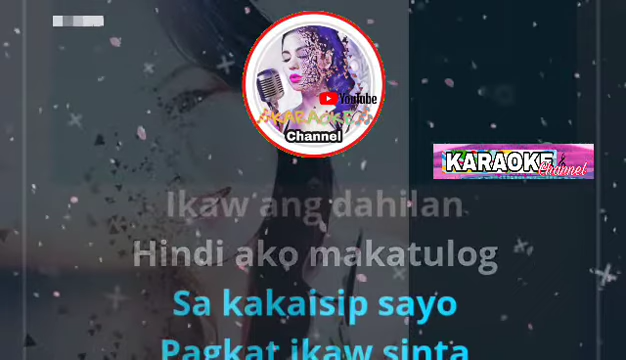 YouTube
KARAOKE
Channel
KARAOKE
Channel
Ikaw ang dahilan
Hindi ako makatulog
Sa kakaisip sayo
Pagkat ikaw sinta